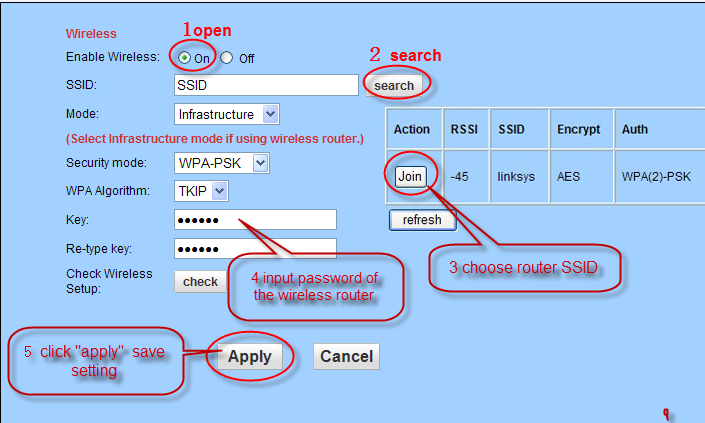 Wireless
1open
Enable Wireless: On Off
2 search
SSID: SSID search
Mode: Infrastructure
(Select Infrastructure mode if using wireless router.)
Action RSSI SSID Encrypt Auth
Join -45 linksys AES WPA(2)-PSK
refresh
Security mode: WPA-PSK
WPA Algorithm: TKIP
Key: ••••••
Re-type key: ••••••
Check Wireless
Setup: check
3 choose router SSID
4 input password of
the wireless router
5 click "apply" save
setting
Apply Cancel